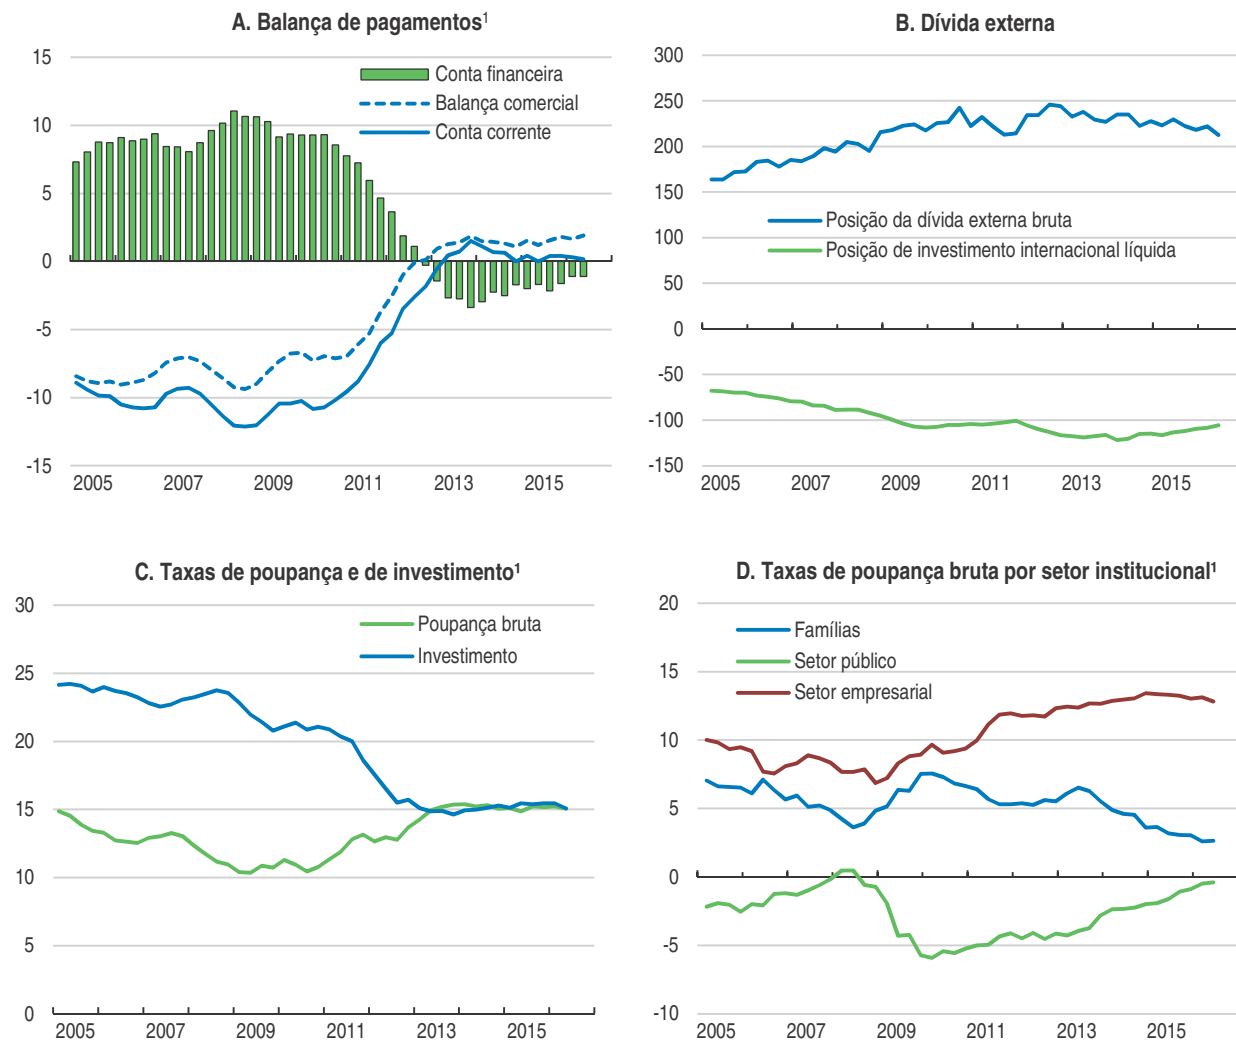 A. Balança de pagamentos¹
15
10
5
0
-5
-10
-15
Conta financeira
Balança comercial
Conta corrente
2005 2007 2009 2011 2013 2015
B. Dívida externa
300
250
200
150
100
50
0
-50
-100
-150
Posição da dívida externa bruta
Posição de investimento internacional líquida
2005 2007 2009 2011 2013 2015
C. Taxas de poupança e de investimento¹
30
25
20
15
10
5
0
Poupança bruta
Investimento
2005 2007 2009 2011 2013 2015
D. Taxas de poupança bruta por setor institucional¹
20
15
10
5
0
-5
-10
Famílias
Setor público
Setor empresarial
2005 2007 2009 2011 2013 2015